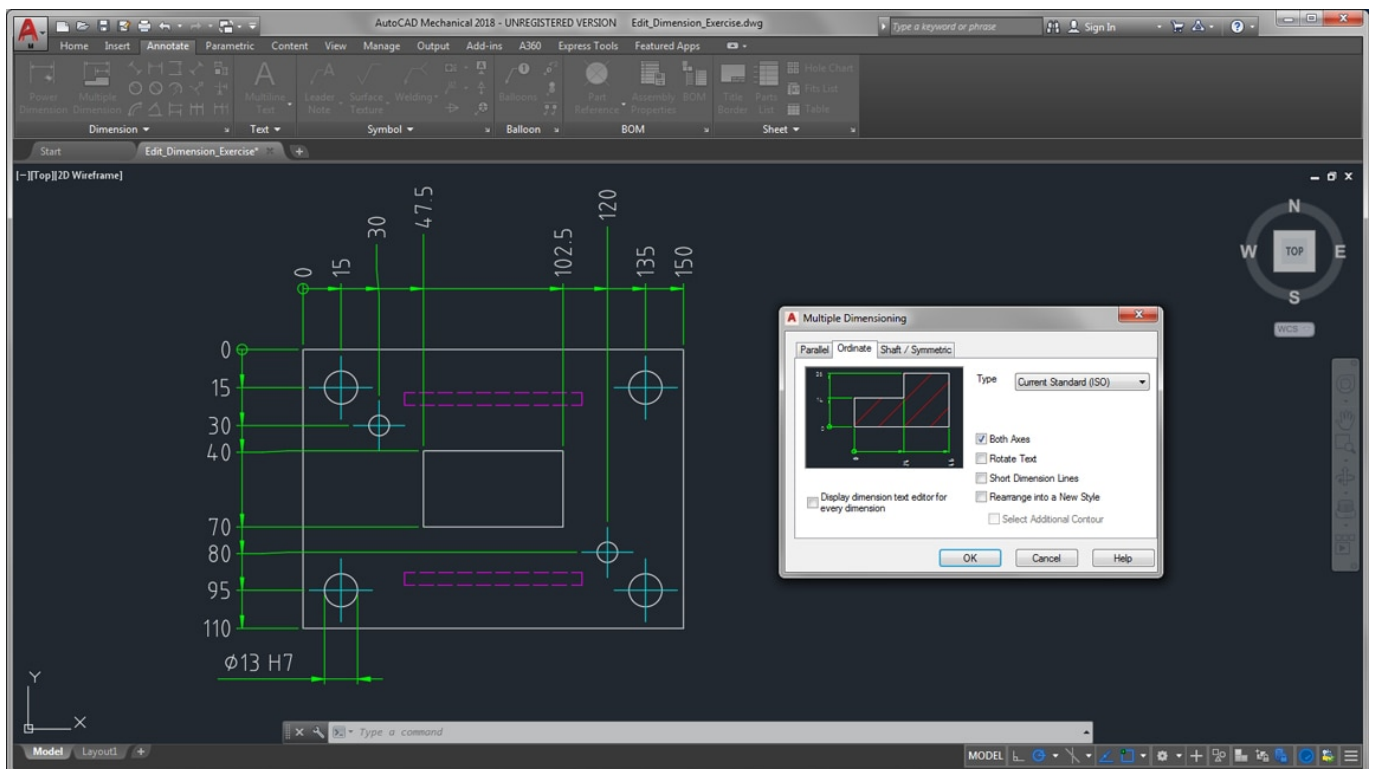 AutoCAD Mechanical 2018 - UNREGISTERED VERSION Edit_Dimension_Exercise.dwg
Type a keyword or phrase
Sign In
Home Insert Annotate Parametric Content View Manage Output Add-ins A360 Express Tools Featured Apps
Power Dimension
Multiple Dimension
Multiline Text
Leader Note
Surface Texture
Welding
Balloons
Part Reference
Assembly Properties
BOM
Title Border
Parts List
Hole Chart
Fits List
Table
Dimension Text Symbol Balloon BOM Sheet
Start Edit_Dimension_Exercise*
[−][Top][2D Wireframe]
0 15 30 47.5 102.5 120 135 150
0
15
30
40
70
80
95
110
Ø13 H7
N
W TOP E
S
WCS
A Multiple Dimensioning
Parallel Ordinate Shaft / Symmetric
Type Current Standard (ISO)
Both Axes
Rotate Text
Short Dimension Lines
Display dimension text editor for
every dimension
Rearrange into a New Style
Select Additional Contour
OK Cancel Help
Y
X
Type a command
Model Layout1 +
MODEL